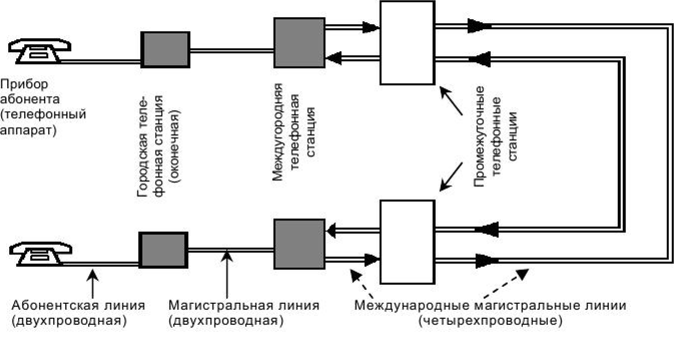 Прибор
абонента
(телефонный
аппарат)
Городская теле-
фонная станция
(оконечная)
Междугородняя
телефонная
станция
Промежуточные
телефонные
станции
Абонентская линия
(двухпроводная)
Магистральная линия
(двухпроводная)
Международные магистральные линии
(четырехпроводные)